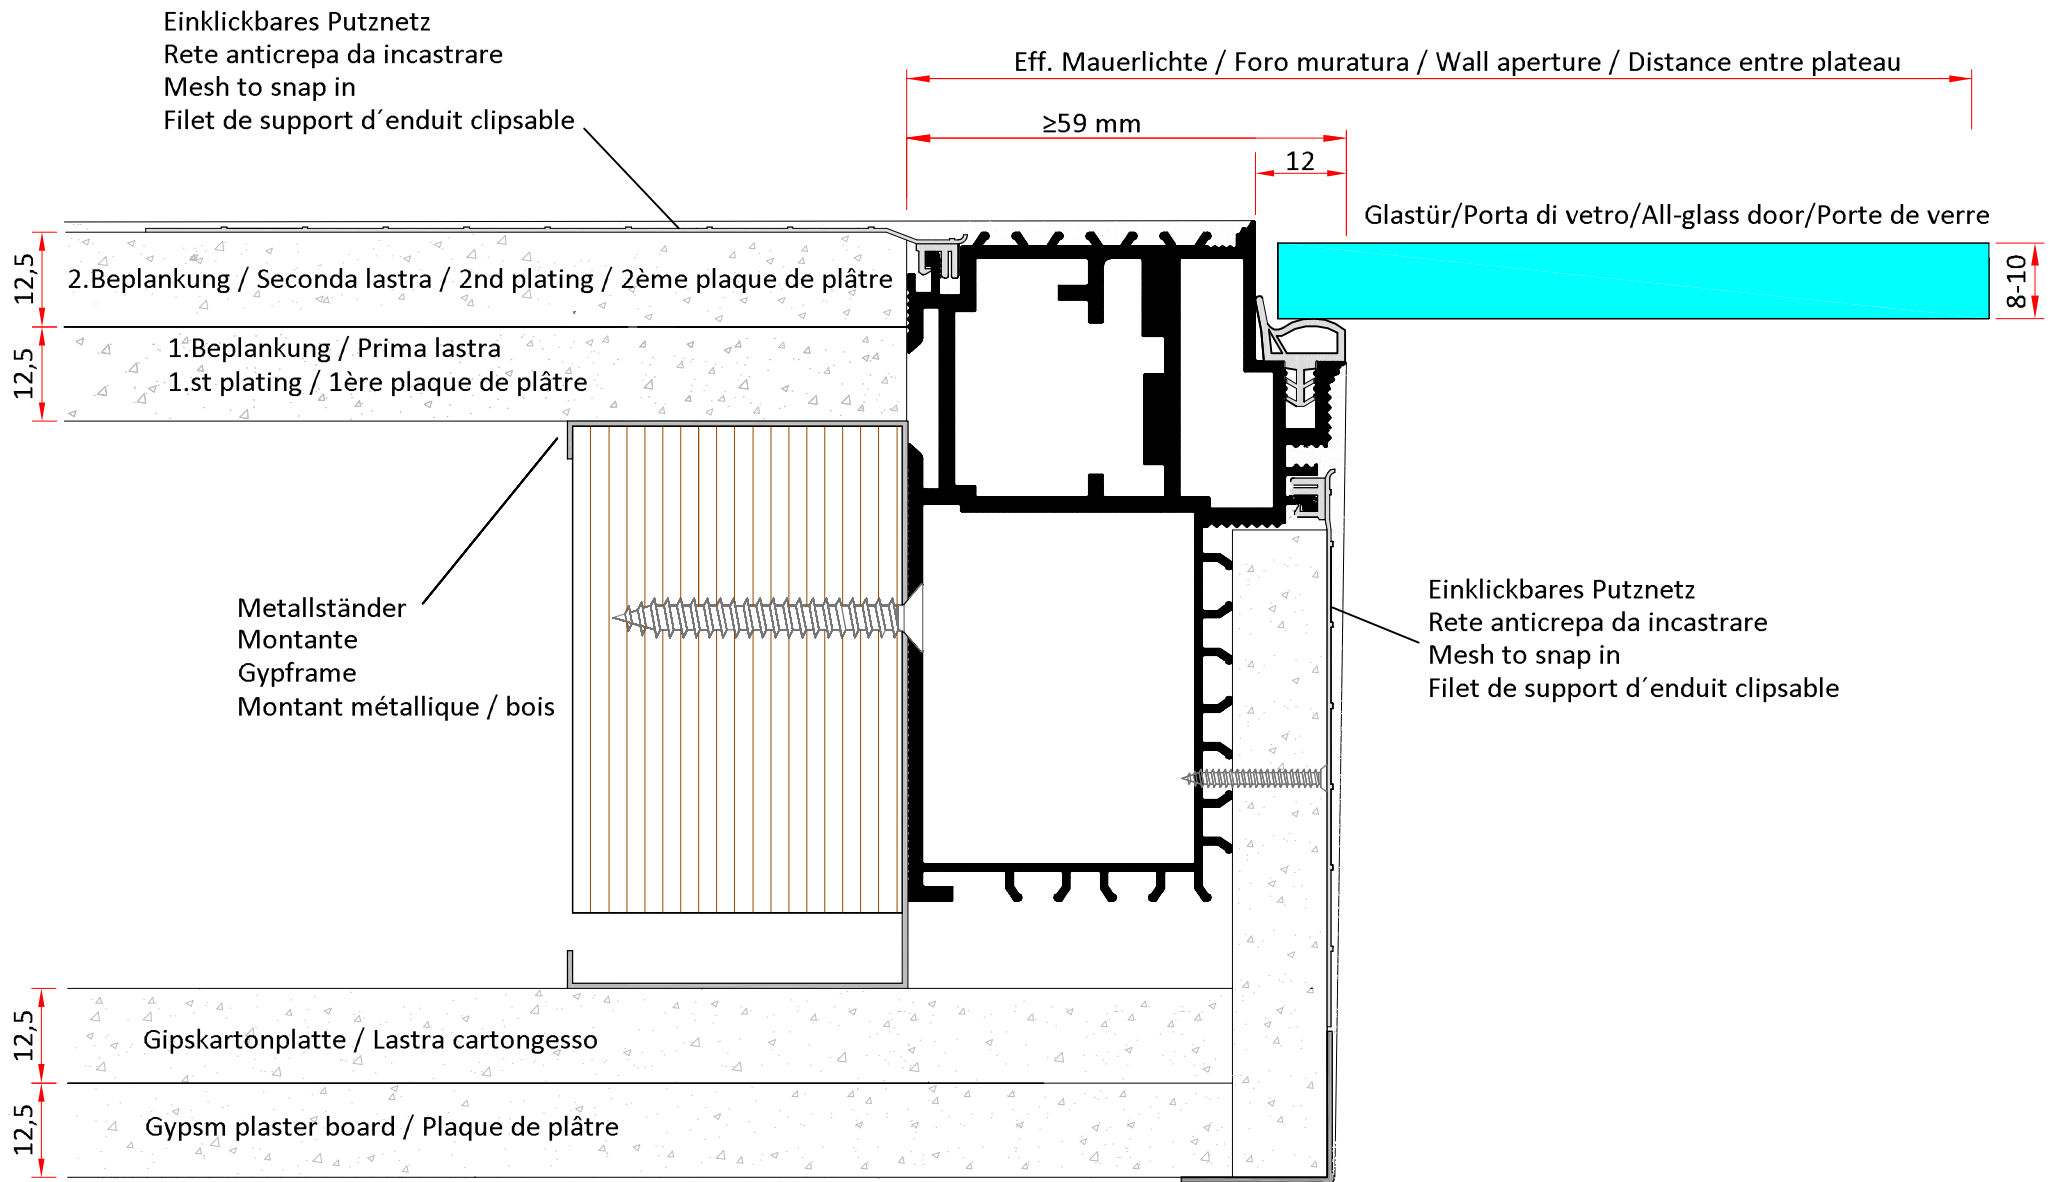 Einklickbares Putznetz
Rete anticrepa da incastrare
Mesh to snap in
Filet de support d´enduit clipsable
Eff. Mauerlichte / Foro muratura / Wall aperture / Distance entre plateau
≥59 mm
12
Glastür/Porta di vetro/All-glass door/Porte de verre
8-10
12,5
2.Beplankung / Seconda lastra / 2nd plating / 2ème plaque de plâtre
12,5
1.Beplankung / Prima lastra
1.st plating / 1ère plaque de plâtre
Metallständer
Montante
Gypframe
Montant métallique / bois
Einklickbares Putznetz
Rete anticrepa da incastrare
Mesh to snap in
Filet de support d´enduit clipsable
12,5
Gipskartonplatte / Lastra cartongesso
12,5
Gypsm plaster board / Plaque de plâtre